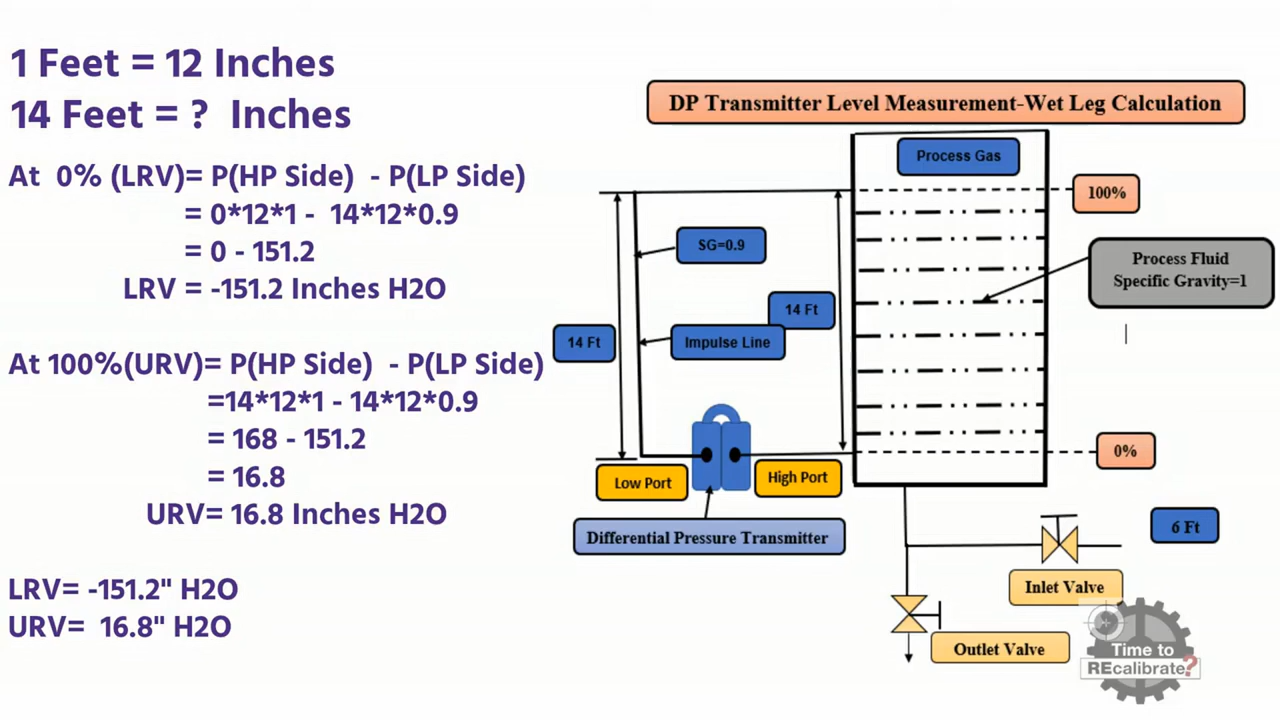 1 Feet = 12 Inches
14 Feet = ?  Inches
At  0% (LRV)= P(HP Side)  - P(LP Side)
= 0*12*1 -  14*12*0.9
= 0 - 151.2
LRV = -151.2 Inches H2O
At 100%(URV)= P(HP Side)  - P(LP Side)
=14*12*1 - 14*12*0.9
= 168 - 151.2
= 16.8
URV= 16.8 Inches H2O
LRV= -151.2" H2O
URV=  16.8" H2O
DP Transmitter Level Measurement-Wet Leg Calculation
Process Gas
100%
SG=0.9
Process Fluid
Specific Gravity=1
14 Ft
14 Ft
Impulse Line
0%
Low Port
High Port
Differential Pressure Transmitter
6 Ft
Inlet Valve
Outlet Valve
Time to
REcalibrate?